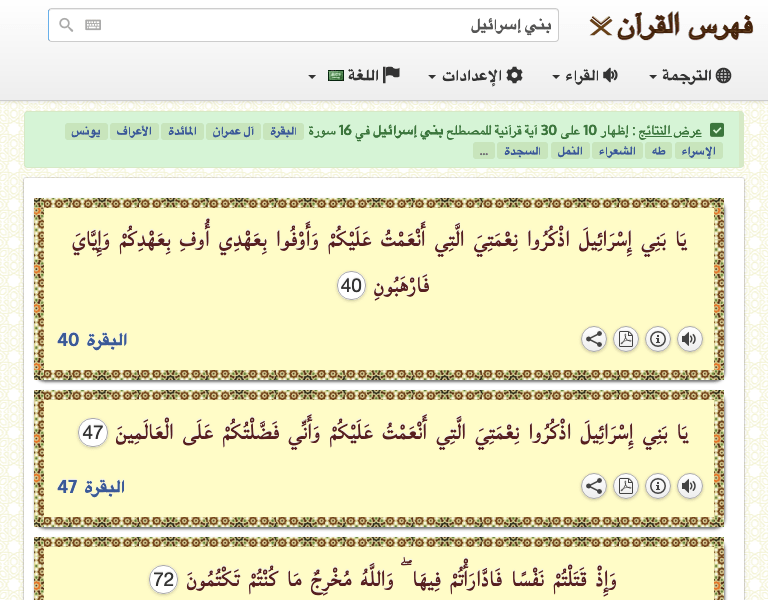 فهرس القرآن
بني إسرائيل
الترجمة القراء الإعدادات اللغة
عرض النتائج : إظهار 10 على 30 آية قرآنية للمصطلح بني إسرائيل في 16 سورة البقرة آل عمران المائدة الأعراف يونس
الإسراء طه الشعراء النمل السجدة ...
يَا بَنِي إِسْرَائِيلَ اذْكُرُوا نِعْمَتِيَ الَّتِي أَنْعَمْتُ عَلَيْكُمْ وَأَوْفُوا بِعَهْدِي أُوفِ بِعَهْدِكُمْ وَإِيَّايَ
فَارْهَبُونِ 40
البقرة 40
يَا بَنِي إِسْرَائِيلَ اذْكُرُوا نِعْمَتِيَ الَّتِي أَنْعَمْتُ عَلَيْكُمْ وَأَنِّي فَضَّلْتُكُمْ عَلَى الْعَالَمِينَ 47
البقرة 47
وَإِذْ قَتَلْتُمْ نَفْسًا فَادَّارَأْتُمْ فِيهَا ۖ وَاللَّهُ مُخْرِجٌ مَا كُنْتُمْ تَكْتُمُونَ 72